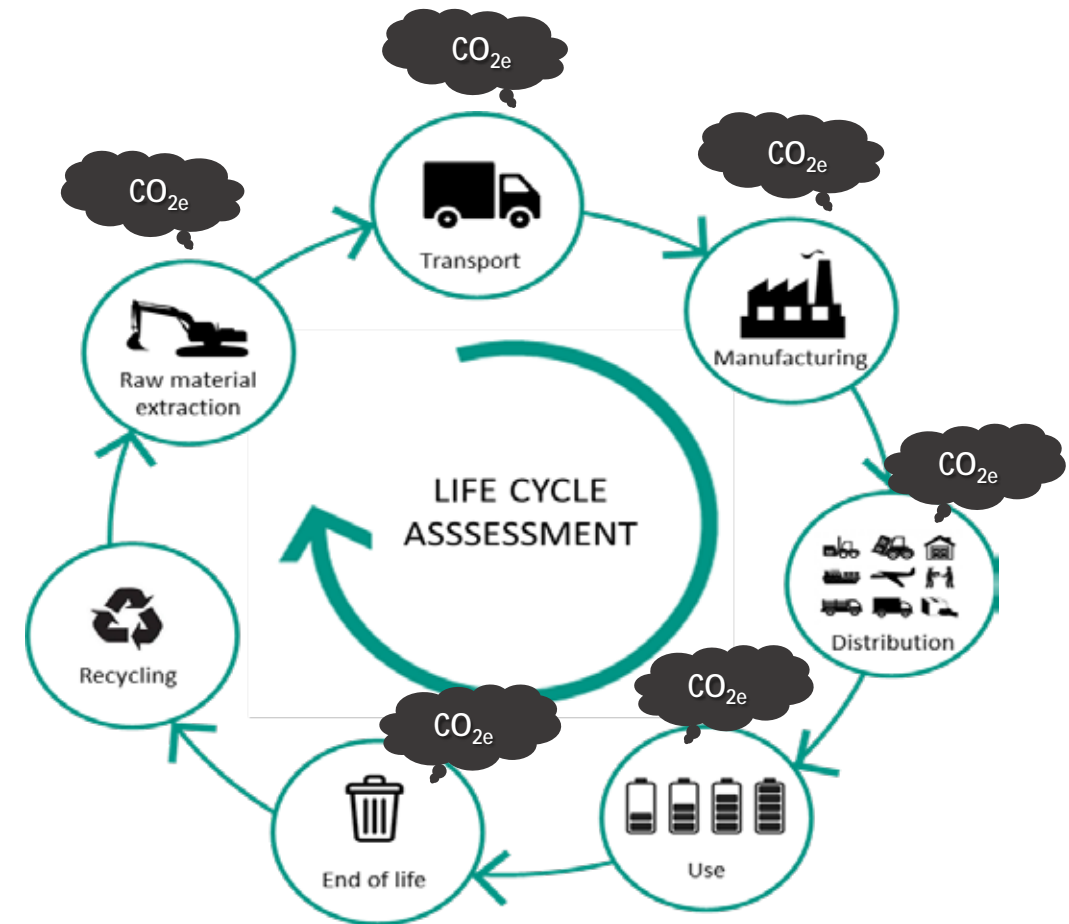 CO2e
Transport
CO2e
Manufacturing
CO2e
Distribution
CO2e
Use
CO2e
End of life
Recycling
CO2e
Raw material
extraction
LIFE CYCLE
ASSSESSMENT